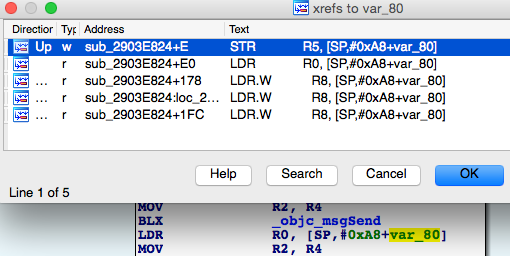 xrefs to var_80
Direction Typ Address Text
Up w sub_2903E824+E STR R5, [SP,#0xA8+var_80]
r sub_2903E824+E0 LDR R0, [SP,#0xA8+var_80]
... r sub_2903E824+178 LDR.W R8, [SP,#0xA8+var_80]
... r sub_2903E824:loc_2... LDR.W R8, [SP,#0xA8+var_80]
... r sub_2903E824+1FC LDR.W R8, [SP,#0xA8+var_80]
Help Search Cancel OK
Line 1 of 5
MOV R2, R4
BLX _objc_msgSend
LDR R0, [SP,#0xA8+var_80]
MOV R2, R4